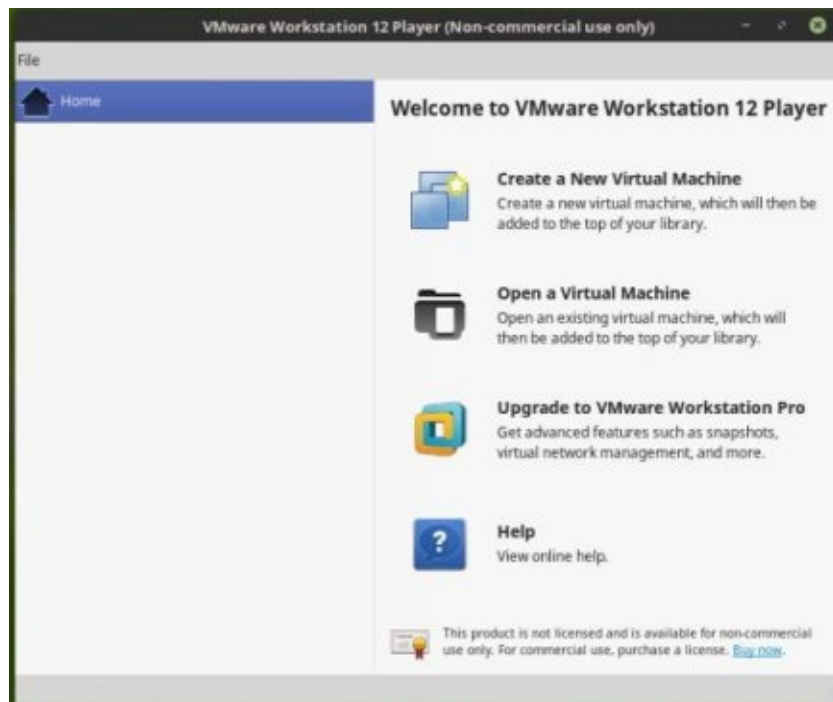 VMware Workstation 12 Player (Non-commercial use only)
File
Home
Welcome to VMware Workstation 12 Player
Create a New Virtual Machine
Create a new virtual machine, which will then be
added to the top of your library.
Open a Virtual Machine
Open an existing virtual machine, which will
then be added to the top of your library.
Upgrade to VMware Workstation Pro
Get advanced features such as snapshots,
virtual network management, and more.
Help
View online help.
This product is not licensed and is available for non-commercial
use only. For commercial use, purchase a license. Buy now.